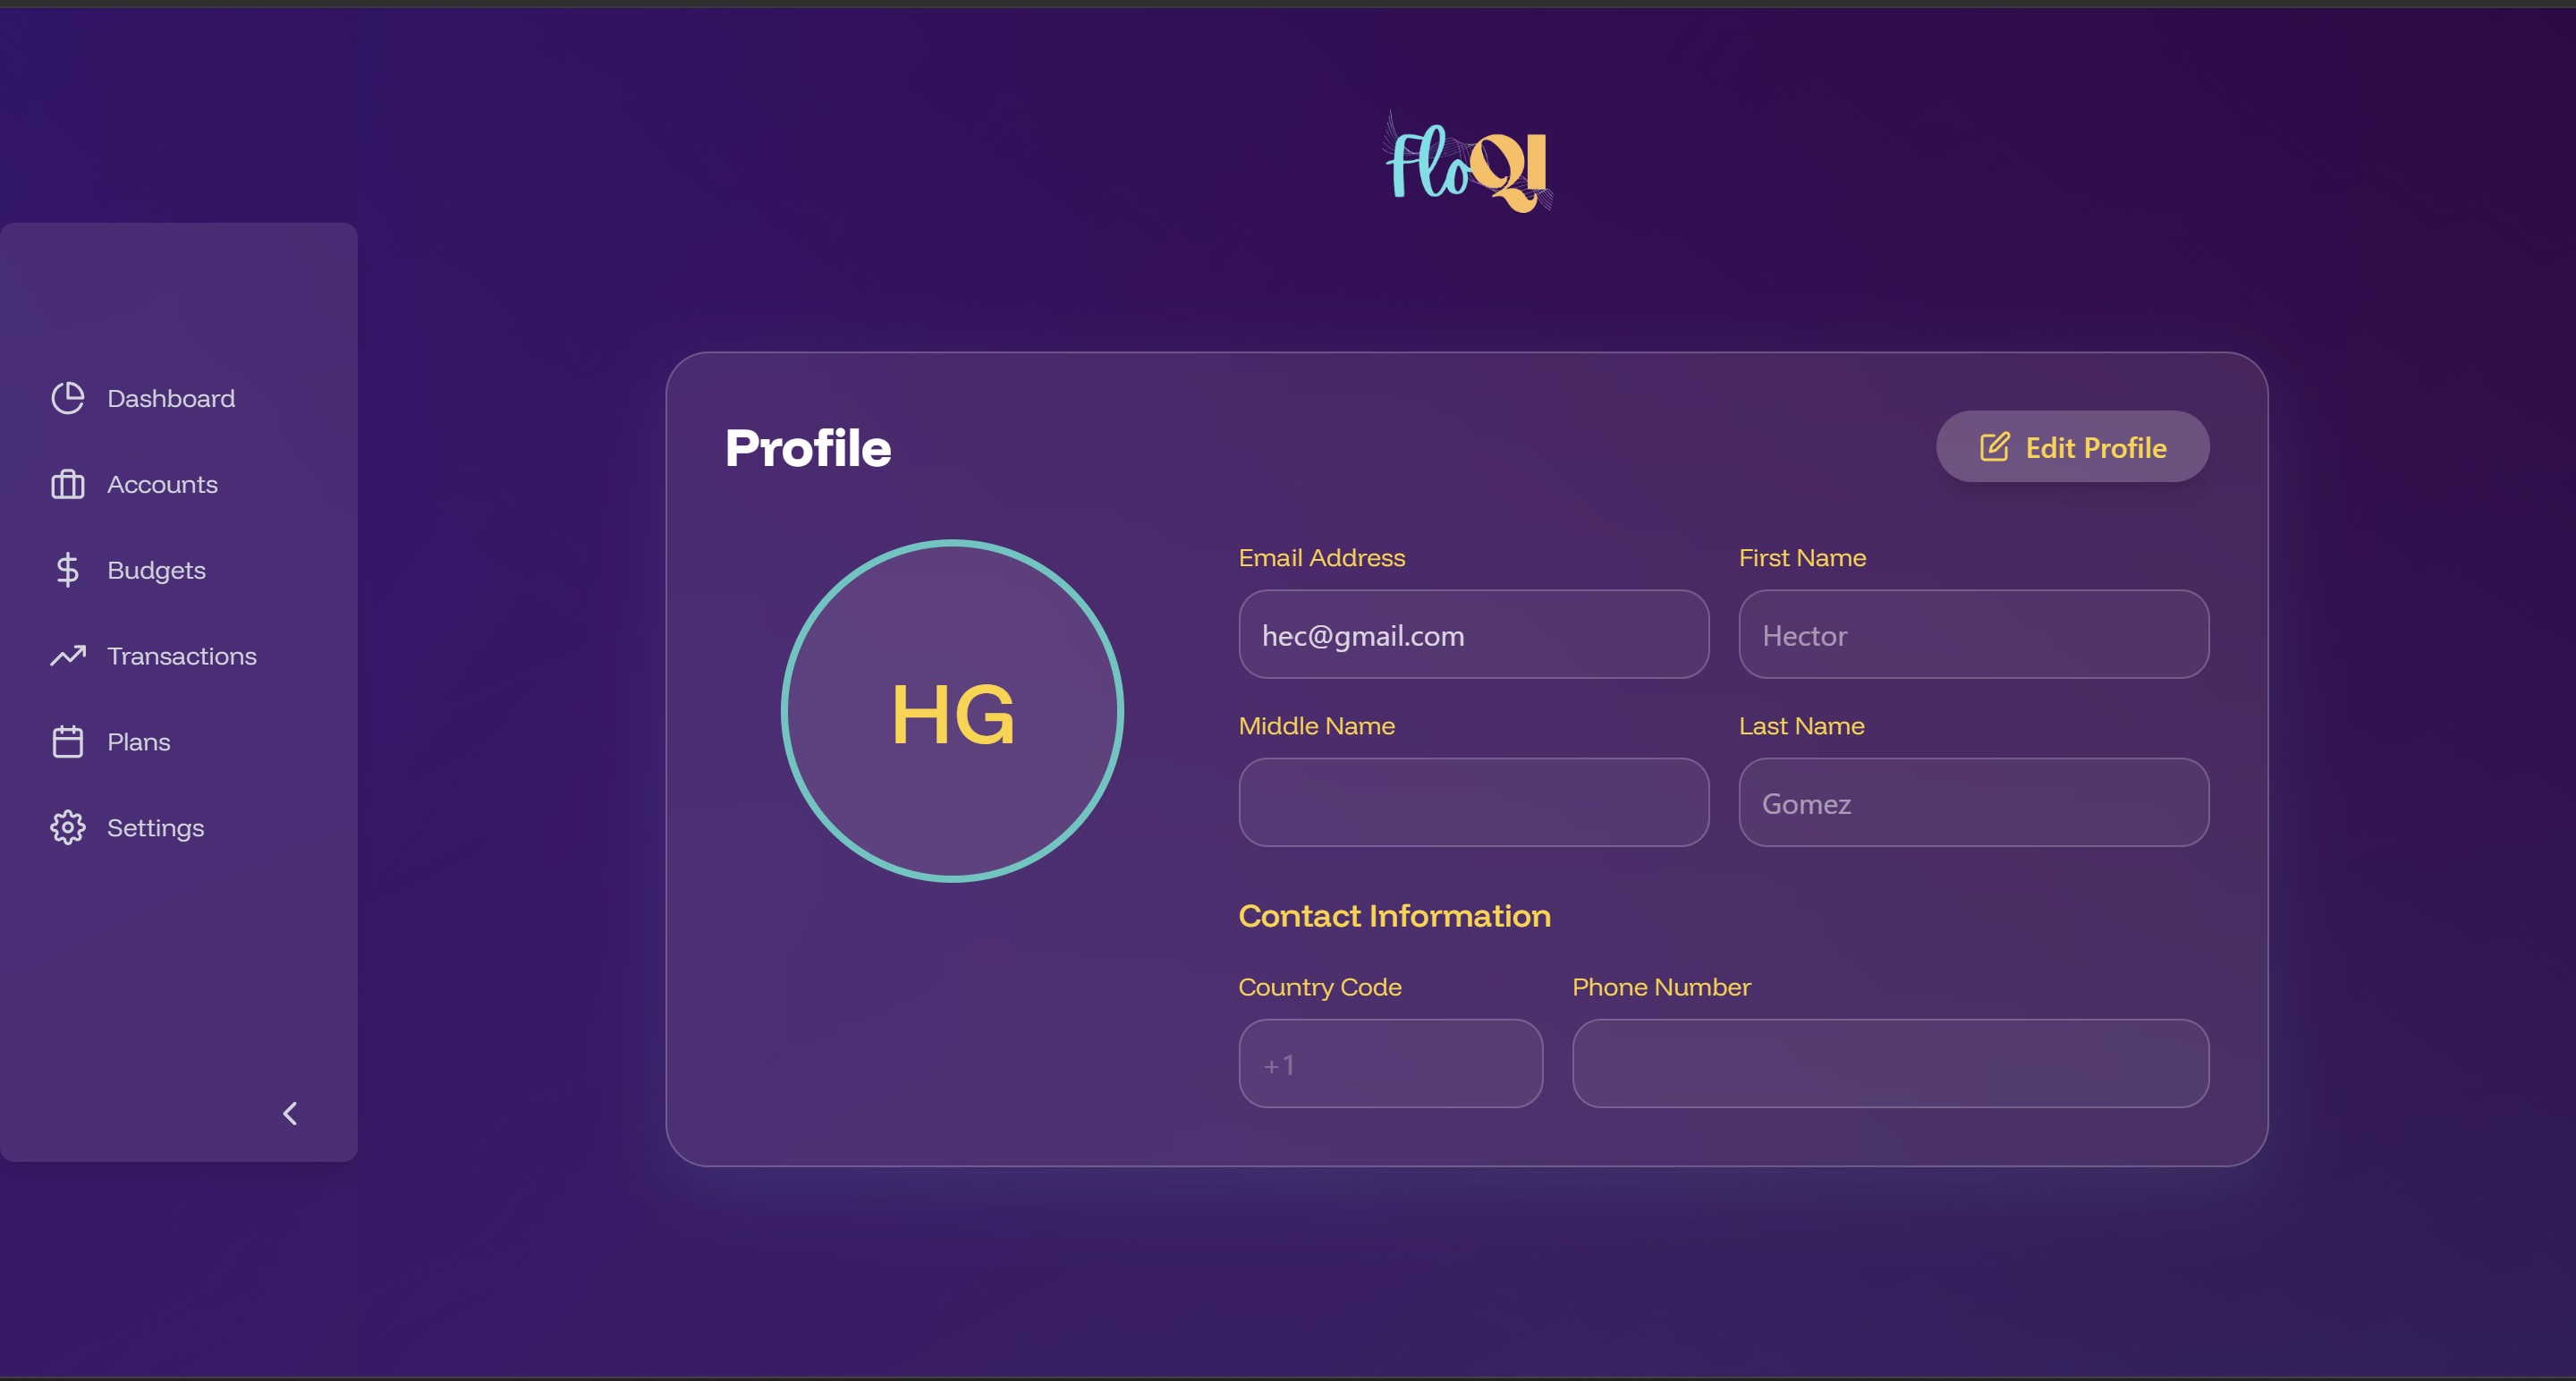 FloQI
Dashboard
Accounts
Budgets
Transactions
Plans
Settings
Profile
Edit Profile
HG
Email Address
First Name
hec@gmail.com
Hector
Middle Name
Last Name
Gomez
Contact Information
Country Code
Phone Number
+1